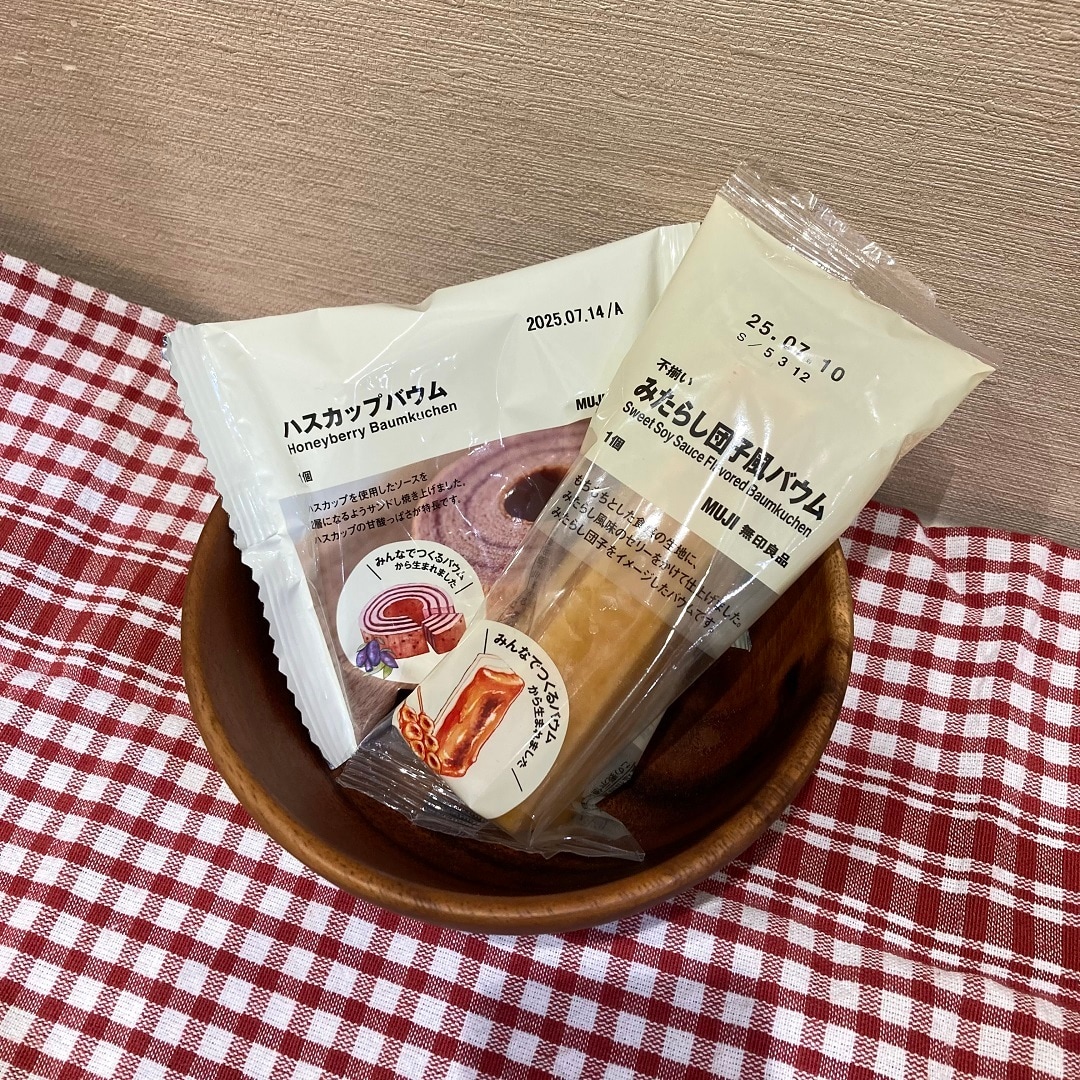 2025.07.14/A
ハスカップバウム
Honeyberry Baumkuchen
MUJI
1個
ハスカップを使用したソースを
層になるようサンドし焼き上げました。
ハスカップの甘酸っぱさが特長です。
みんなでつくるバウム
から生まれました
25.07.10
S/5312
不揃い
みたらし団子風バウム
Sweet Soy Sauce Flavored Baumkuchen
1個
MUJI 無印良品
もちもちとした食感の生地に、
みたらし風味のゼリーをかけて仕上げました。
みたらし団子をイメージしたバウムです。
みんなでつくるバウム
から生まれました